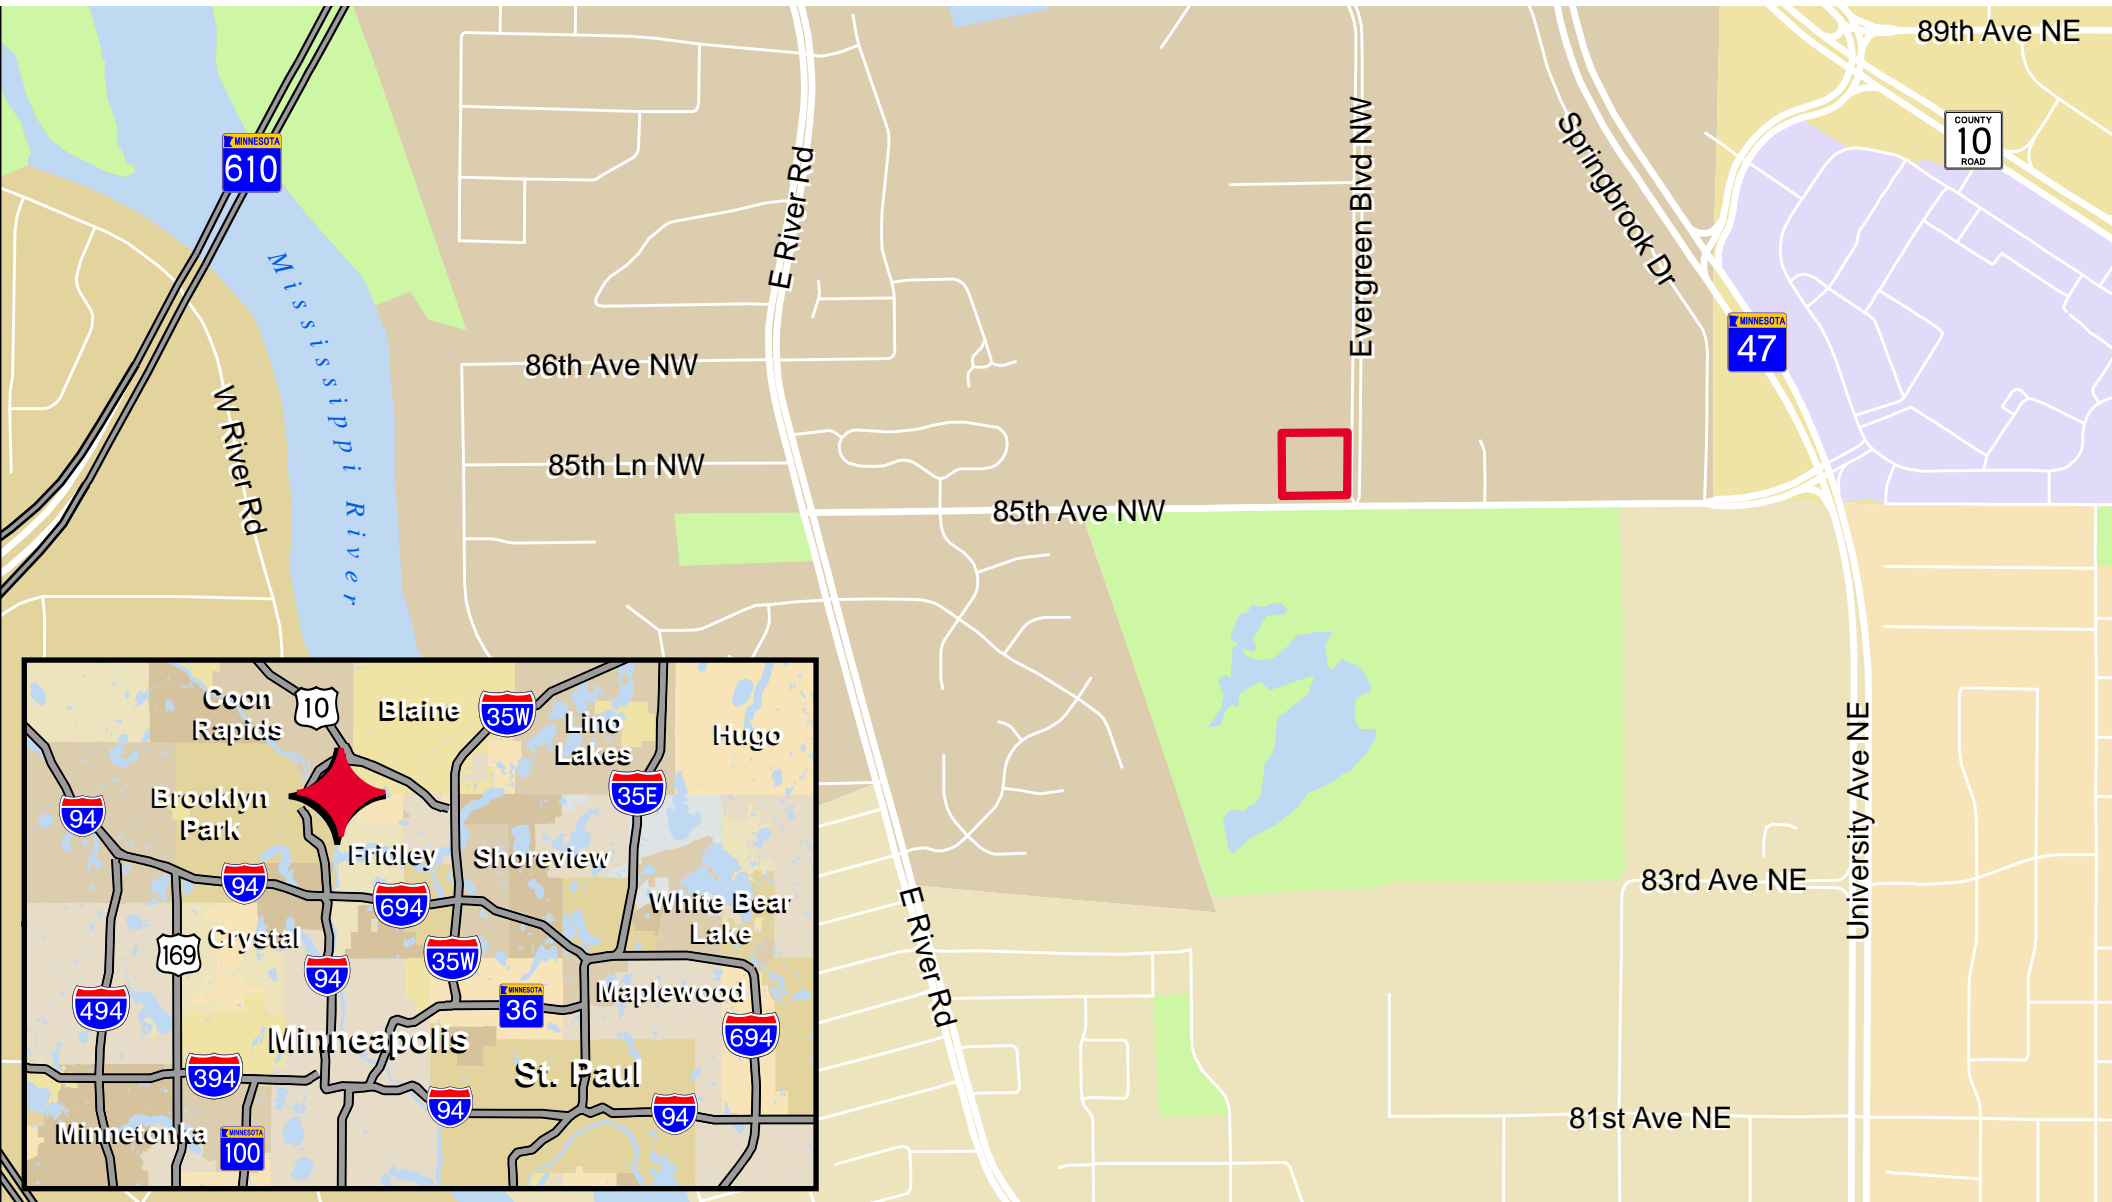 89th Ave NE
COUNTY
10
ROAD
MINNESOTA
610
Evergreen Blvd NW
Springbrook Dr
E River Rd
Mississippi River
MINNESOTA
47
86th Ave NW
W River Rd
85th Ln NW
85th Ave NW
University Ave NE
83rd Ave NE
E River Rd
81st Ave NE
Coon
Rapids
10
Blaine
35W
Lino
Lakes
Hugo
35E
94
Brooklyn
Park
Fridley
Shoreview
94
694
White Bear
Lake
Crystal
169
94
35W
494
MINNESOTA
36
Maplewood
694
Minneapolis
394
St. Paul
94
94
Minnetonka
MINNESOTA
100